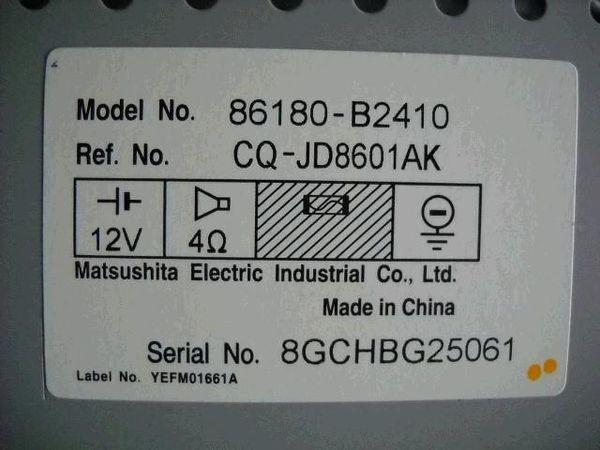 Model No. 86180-B2410
Ref. No. CQ-JD8601AK
12V 4Ω
Matsushita Electric Industrial Co., Ltd.
Made in China
Serial No. 8GCHBG25061
Label No. YEFM01661A